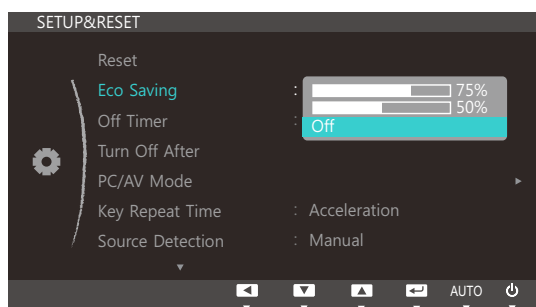 SETUP&RESET
Reset
Eco Saving : 75%
50%
Off Timer : Off
Turn Off After
PC/AV Mode
Key Repeat Time : Acceleration
Source Detection : Manual
AUTO